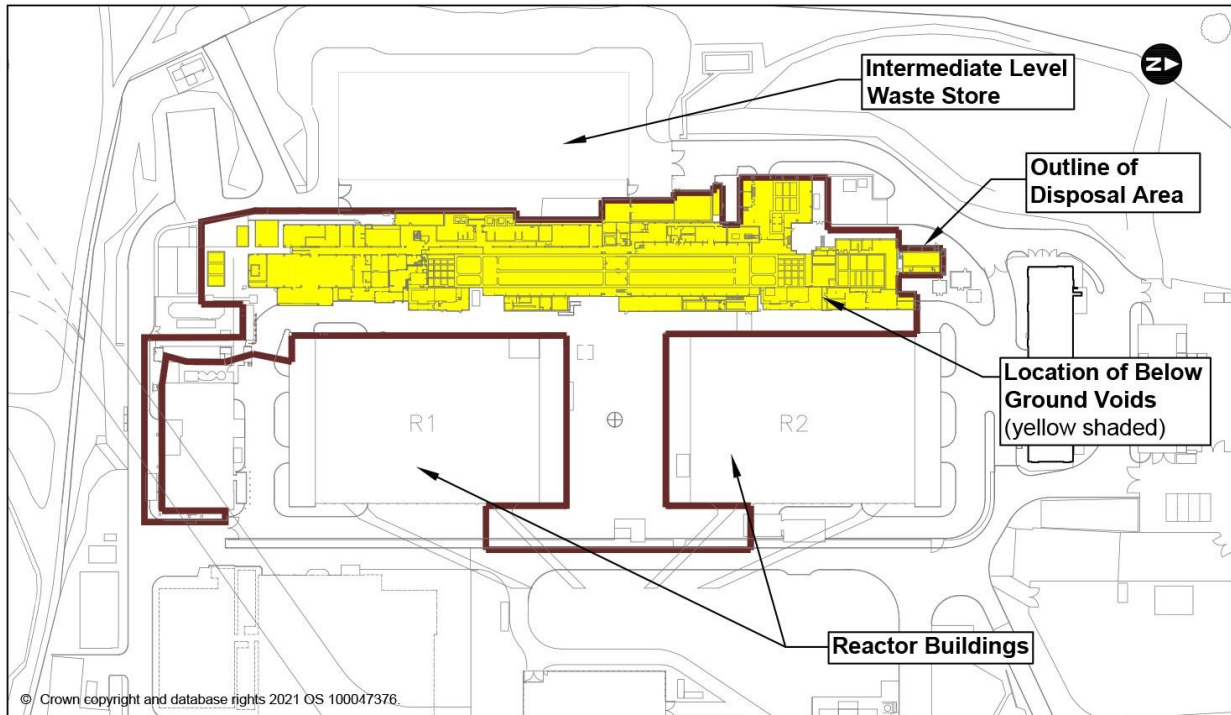 Intermediate Level
Waste Store
N
Outline of
Disposal Area
Location of Below
Ground Voids
(yellow shaded)
R1
R2
Reactor Buildings
© Crown copyright and database rights 2021 OS 100047376.